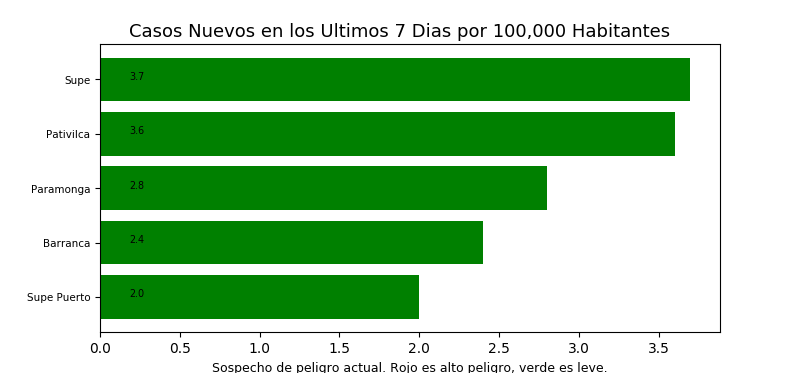 Casos Nuevos en los Ultimos 7 Dias por 100,000 Habitantes
Supe 3.7
Pativilca 3.6
Paramonga 2.8
Barranca 2.4
Supe Puerto 2.0
0.0 0.5 1.0 1.5 2.0 2.5 3.0 3.5
Sospecho de peligro actual. Rojo es alto peligro, verde es leve.